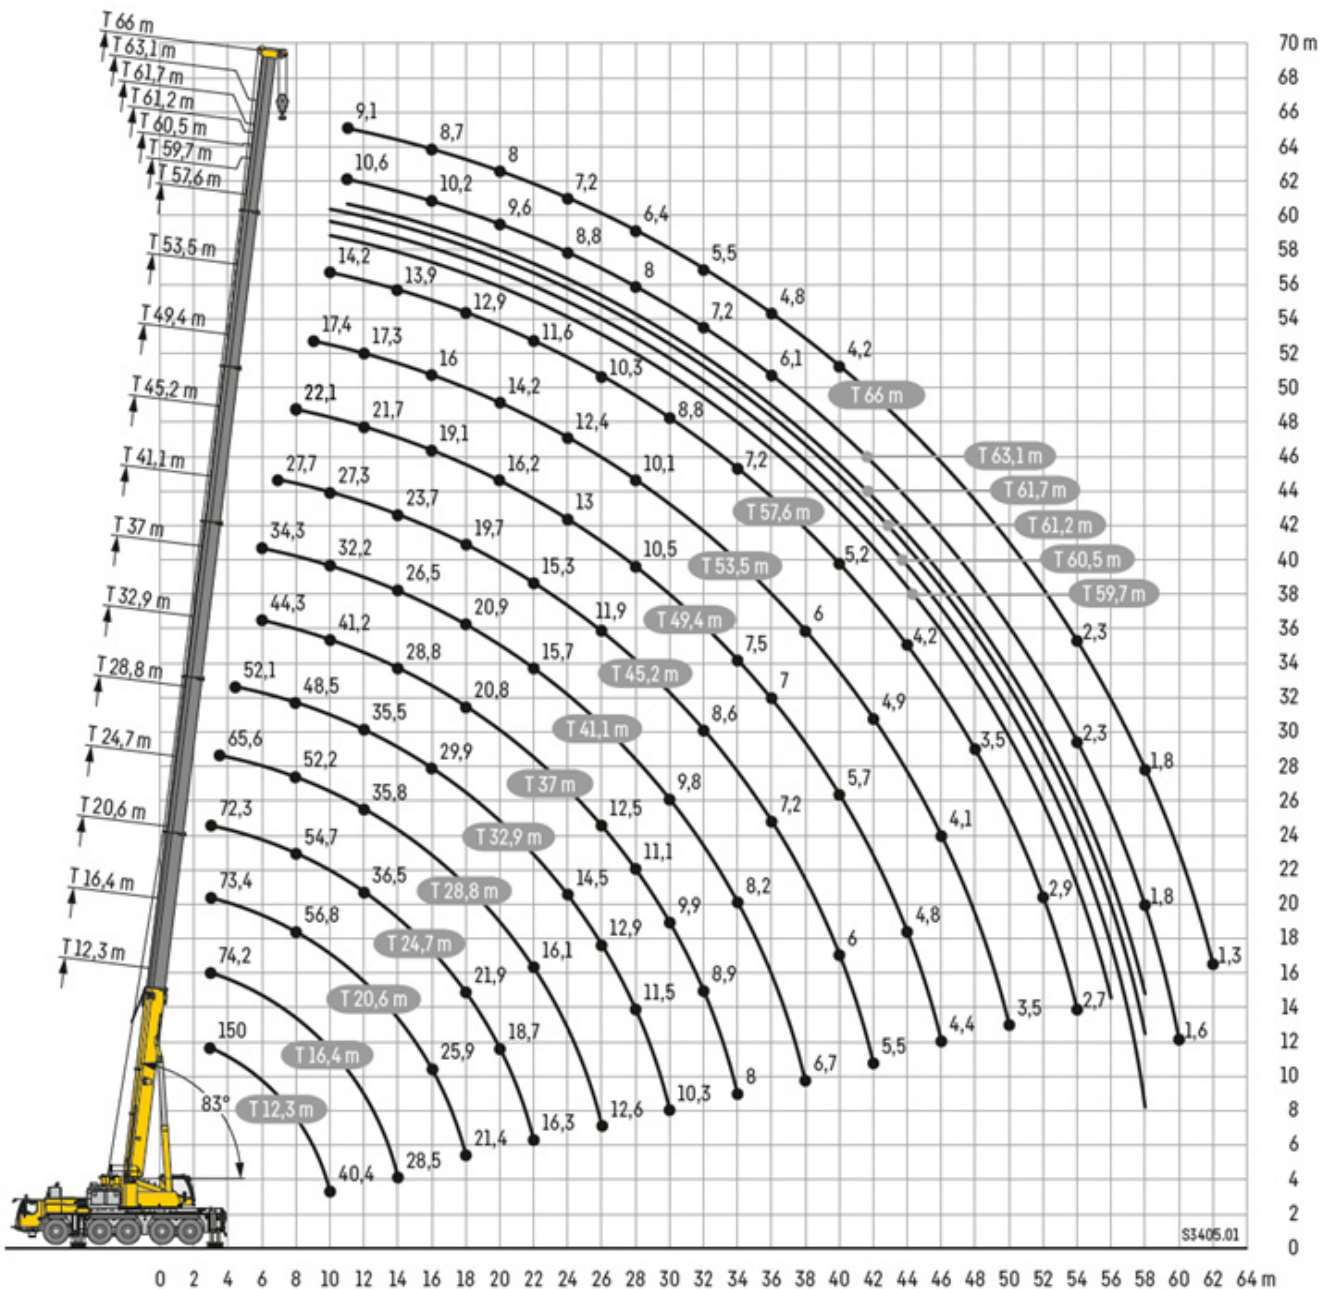 T 66 m
T 63,1 m
T 61,7 m
T 61,2 m
T 60,5 m
T 59,7 m
T 57,6 m
T 53,5 m
T 49,4 m
T 45,2 m
T 41,1 m
T 37 m
T 32,9 m
T 28,8 m
T 24,7 m
T 20,6 m
T 16,4 m
T 12,3 m
83°
9,1 8,7 8 7,2 6,4 5,5 4,8 4,2 2,3 1,8 1,3
T 66 m
10,6 10,2 9,6 8,8 8 7,2 6,1 2,3 1,8 1,6
T 63,1 m
T 61,7 m
T 61,2 m
T 60,5 m
T 59,7 m
14,2 13,9 12,9 11,6 10,3 8,8 7,2 5,2 4,2 3,5 2,9 2,7
T 57,6 m
17,4 17,3 16 14,2 12,4 10,1 6 4,9 4,1 3,5
T 53,5 m
22,1 21,7 19,1 16,2 13 10,5 7,5 7 5,7 4,8 4,4
T 49,4 m
27,7 27,3 23,7 19,7 15,3 11,9 8,6 7,2 6 5,5
T 45,2 m
34,3 32,2 26,5 20,9 15,7 9,8 8,2 6,7
T 41,1 m
44,3 41,2 28,8 20,8 12,5 11,1 9,9 8,9 8
T 37 m
52,1 48,5 35,5 29,9 14,5 12,9 11,5 10,3
T 32,9 m
65,6 52,2 35,8 16,1 12,6
T 28,8 m
72,3 54,7 36,5 21,9 18,7 16,3
T 24,7 m
73,4 56,8 25,9 21,4
T 20,6 m
74,2 28,5
T 16,4 m
150 40,4
T 12,3 m
70 m
68
66
64
62
60
58
56
54
52
50
48
46
44
42
40
38
36
34
32
30
28
26
24
22
20
18
16
14
12
10
8
6
4
2
0
S3405.01
0 2 4 6 8 10 12 14 16 18 20 22 24 26 28 30 32 34 36 38 40 42 44 46 48 50 52 54 56 58 60 62 64 m